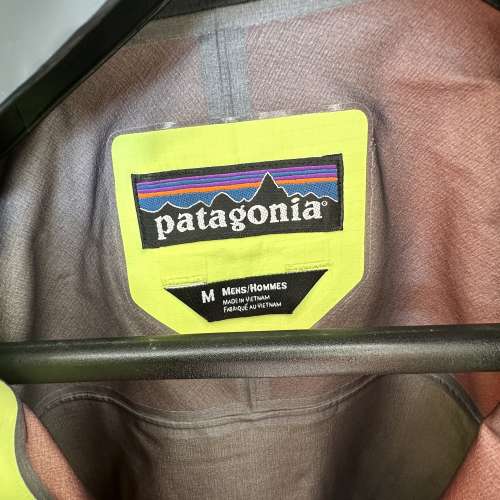 patagonia®
M MENS/HOMMES
MADE IN VIETNAM
FABRIQUÉ AU VIETNAM